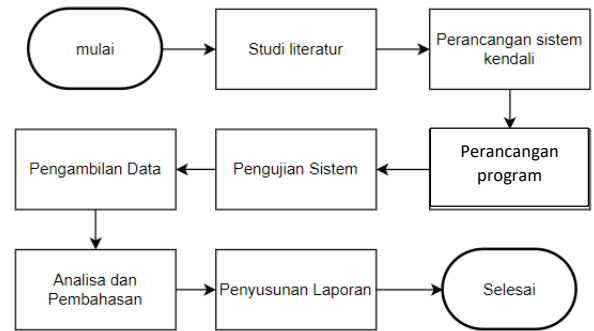 mulai
Studi literatur
Perancangan sistem
kendali
Perancangan
program
Pengujian Sistem
Pengambilan Data
Analisa dan
Pembahasan
Penyusunan Laporan
Selesai